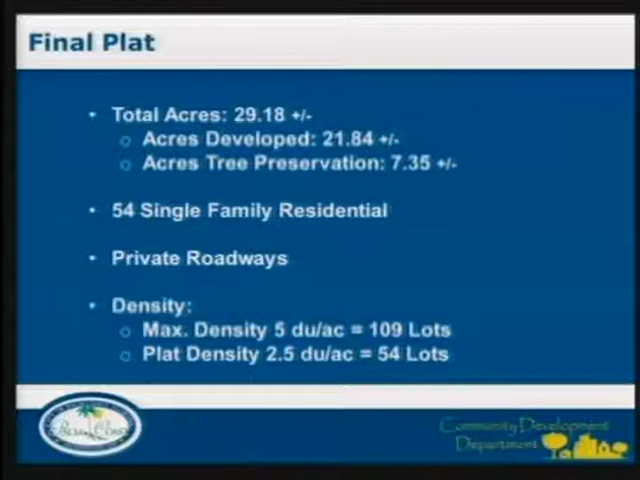 Final Plat
• Total Acres: 29.18 +/-
o Acres Developed: 21.84 +/-
o Acres Tree Preservation: 7.35 +/-
• 54 Single Family Residential
• Private Roadways
• Density:
o Max. Density 5 du/ac = 109 Lots
o Plat Density 2.5 du/ac = 54 Lots
Community Development
Department